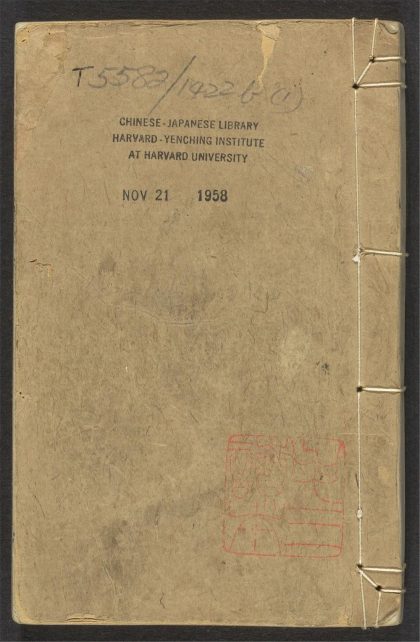 T5582/1922b (1)
CHINESE-JAPANESE LIBRARY
HARVARD-YENCHING INSTITUTE
AT HARVARD UNIVERSITY
NOV 21 1958